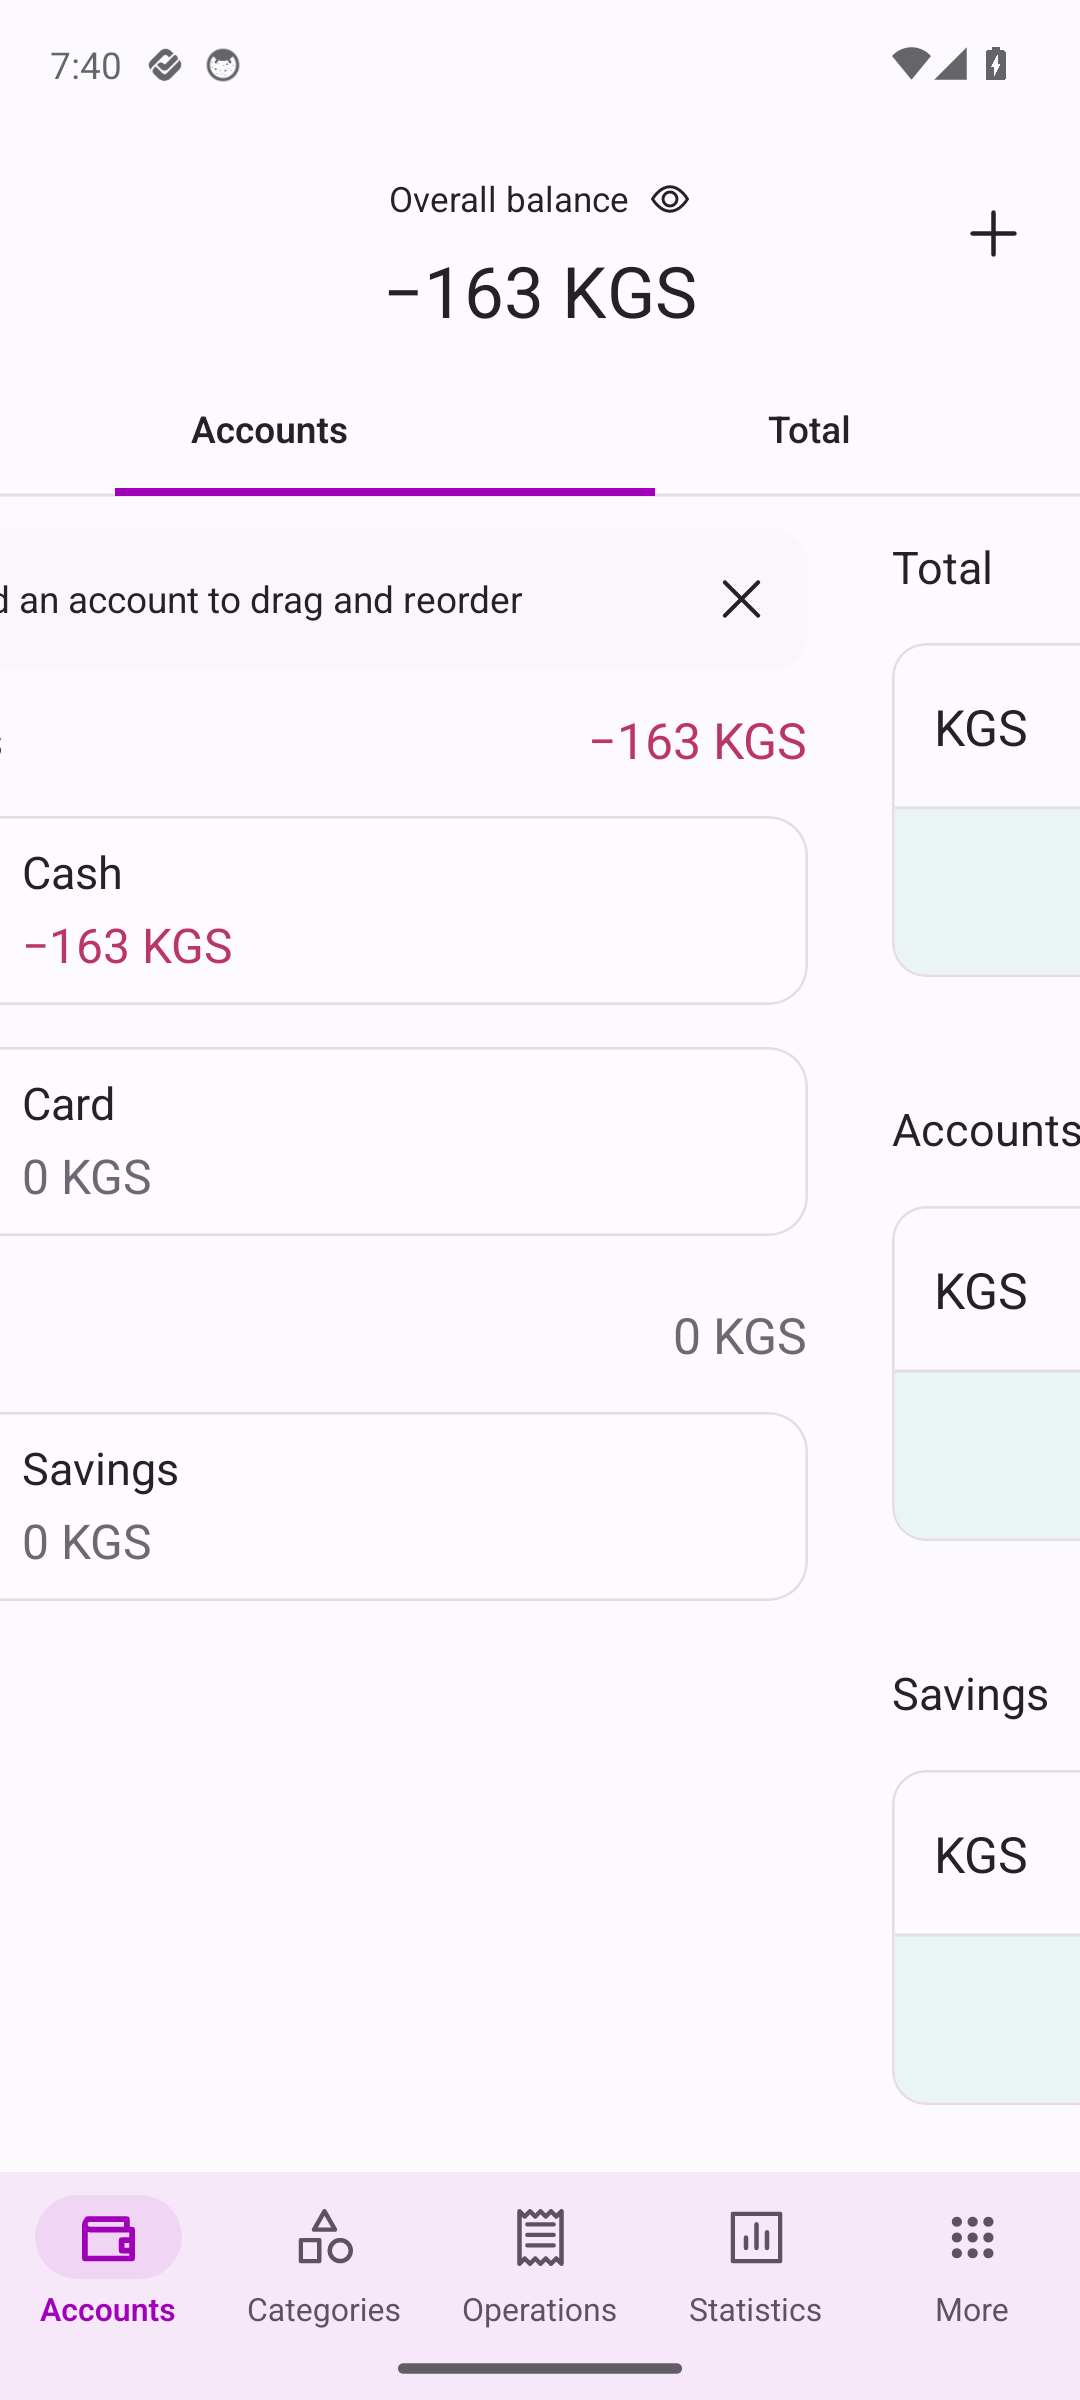 7:40
Overall balance
−163 KGS
Accounts
Total
an account to drag and reorder
−163 KGS
Cash
−163 KGS
Card
0 KGS
0 KGS
Savings
0 KGS
Total
KGS
Accounts
KGS
Savings
KGS
Accounts
Categories
Operations
Statistics
More